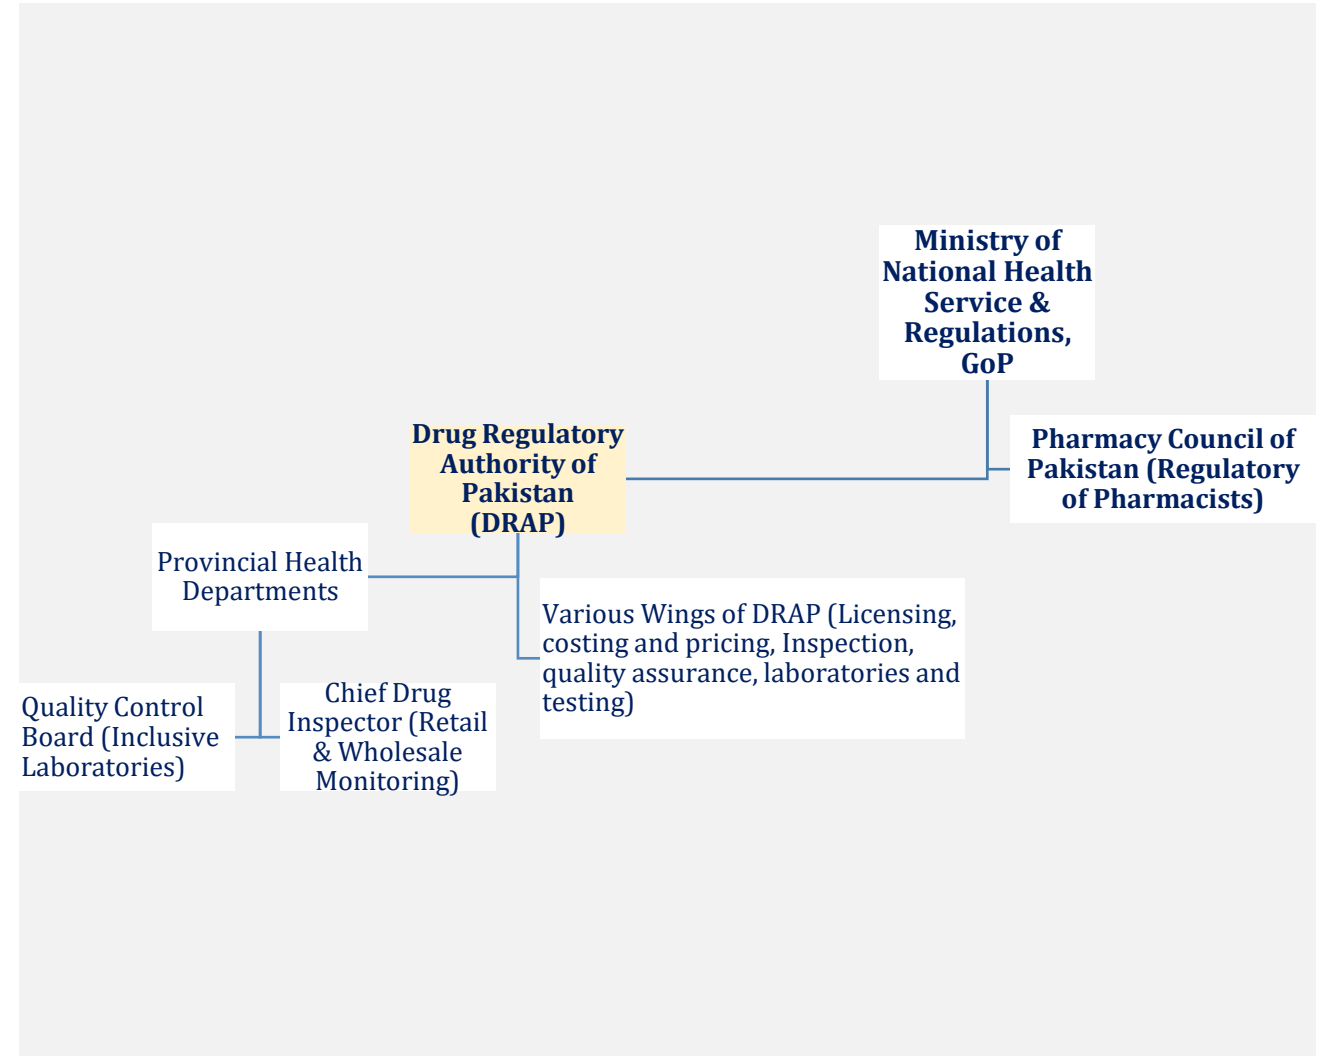 Ministry of
National Health
Service &
Regulations,
GoP
Pharmacy Council of
Pakistan (Regulatory
of Pharmacists)
Drug Regulatory
Authority of
Pakistan
(DRAP)
Provincial Health
Departments
Various Wings of DRAP (Licensing,
costing and pricing, Inspection,
quality assurance, laboratories and
testing)
Quality Control
Board (Inclusive
Laboratories)
Chief Drug
Inspector (Retail
& Wholesale
Monitoring)